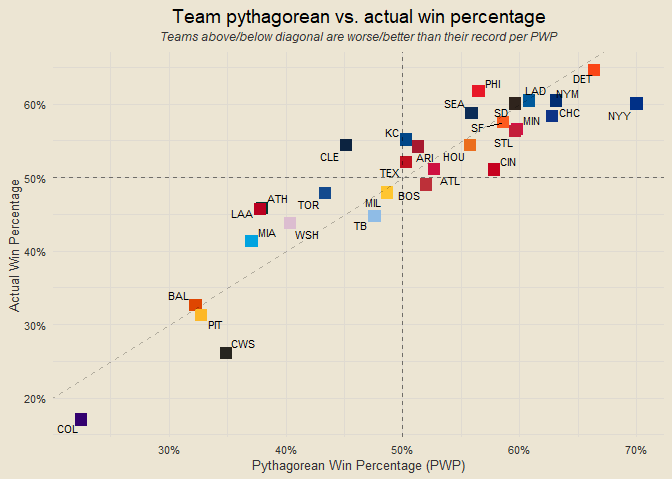 Team pythagorean vs. actual win percentage
Teams above/below diagonal are worse/better than their record per PWP
DET
PHI
LAD
NYM
60%
SEA
SD
CHC
NYY
SF
MIN
KC
STL
CLE
ARI
HOU
CIN
TEX
50%
ATL
ATH
TOR
MIL
BOS
LAA
TB
MIA
WSH
40%
BAL
PIT
30%
CWS
20%
COL
30%
40%
50%
60%
70%
Pythagorean Win Percentage (PWP)
Actual Win Percentage